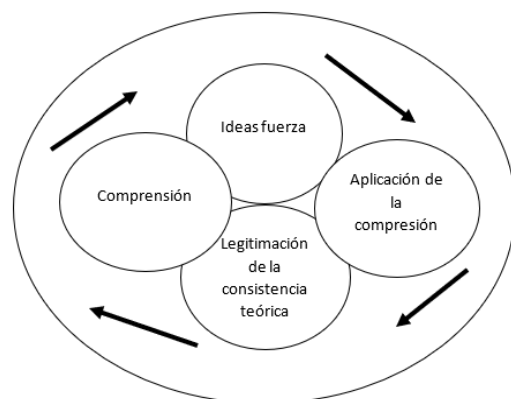 Ideas fuerza
Comprensión
Aplicación de
la
compresión
Legitimación
de la
consistencia
teórica